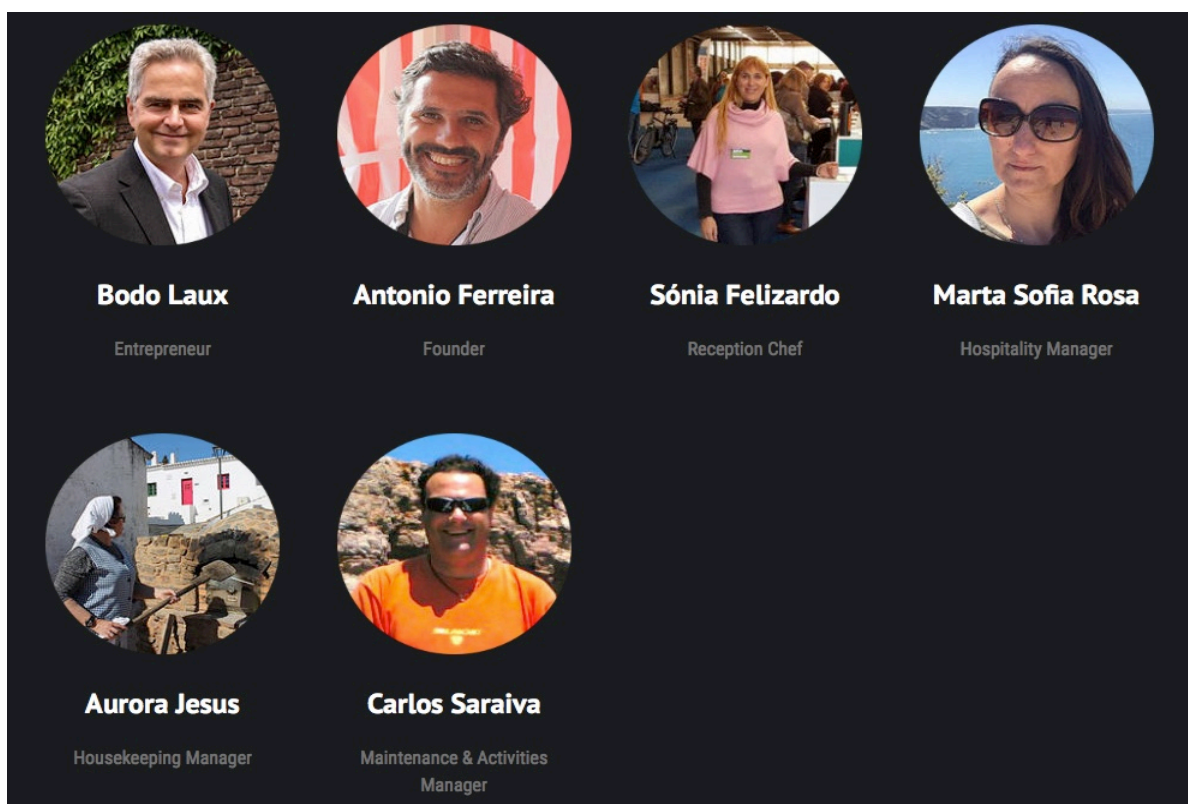 Bodo Laux
Entrepreneur
Antonio Ferreira
Founder
Sónia Felizardo
Reception Chef
Marta Sofia Rosa
Hospitality Manager
Aurora Jesus
Housekeeping Manager
Carlos Saraiva
Maintenance & Activities
Manager